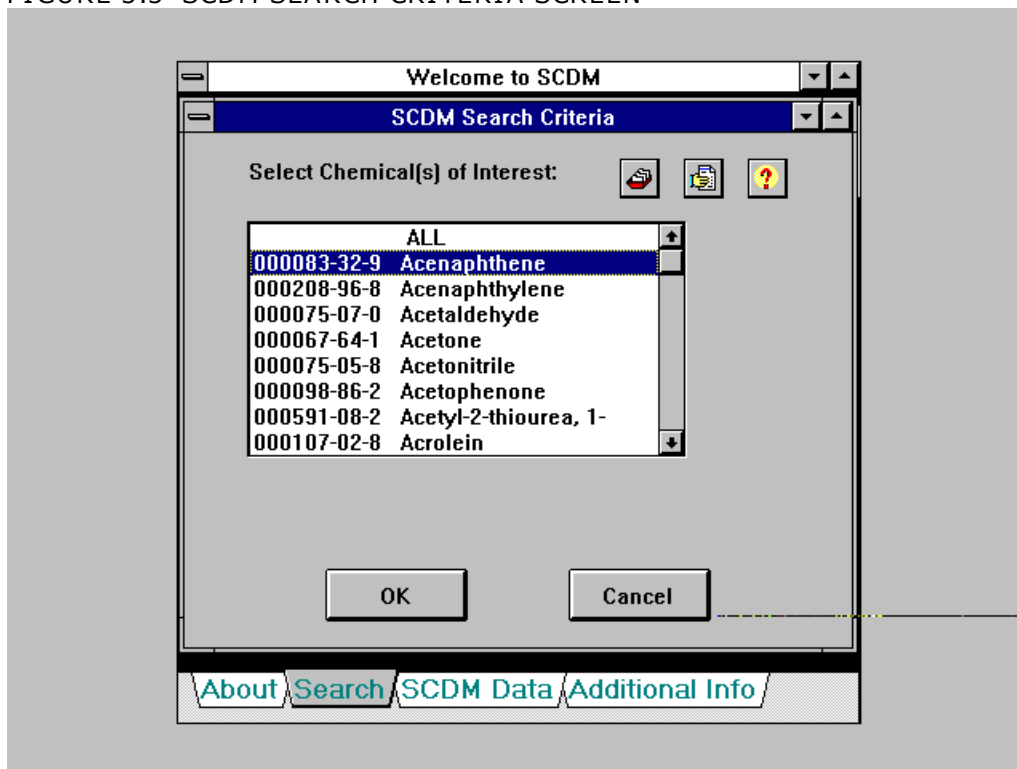 FIGURE 5.5 SCDM SEARCH CRITERIA SCREEN
Welcome to SCDM
SCDM Search Criteria
Select Chemical(s) of Interest:
?
ALL
000083-32-9 Acenaphthene
000208-96-8 Acenaphthylene
000075-07-0 Acetaldehyde
000067-64-1 Acetone
000075-05-8 Acetonitrile
000098-86-2 Acetophenone
000591-08-2 Acetyl-2-thiourea, 1-
000107-02-8 Acrolein
OK Cancel
About Search SCDM Data Additional Info